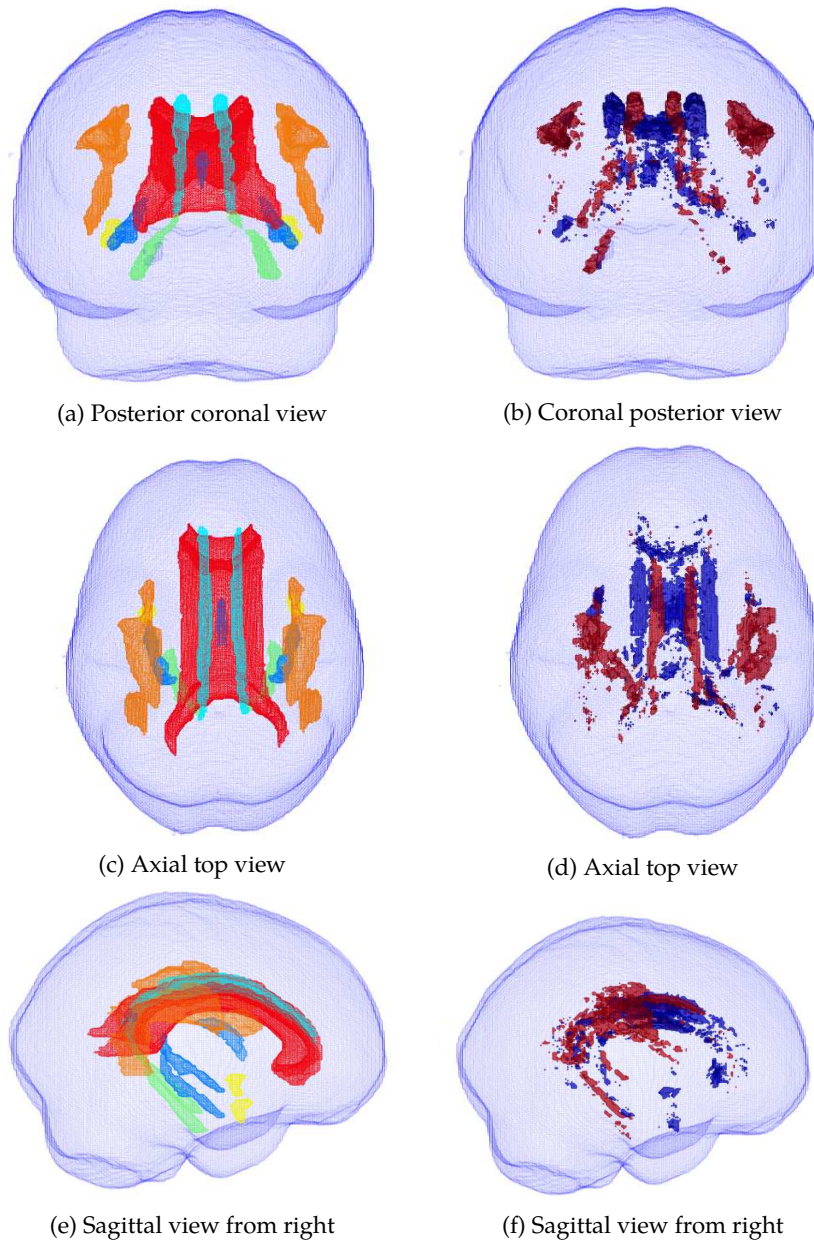 (a) Posterior coronal view
(b) Coronal posterior view
(c) Axial top view
(d) Axial top view
(e) Sagittal view from right
(f) Sagittal view from right